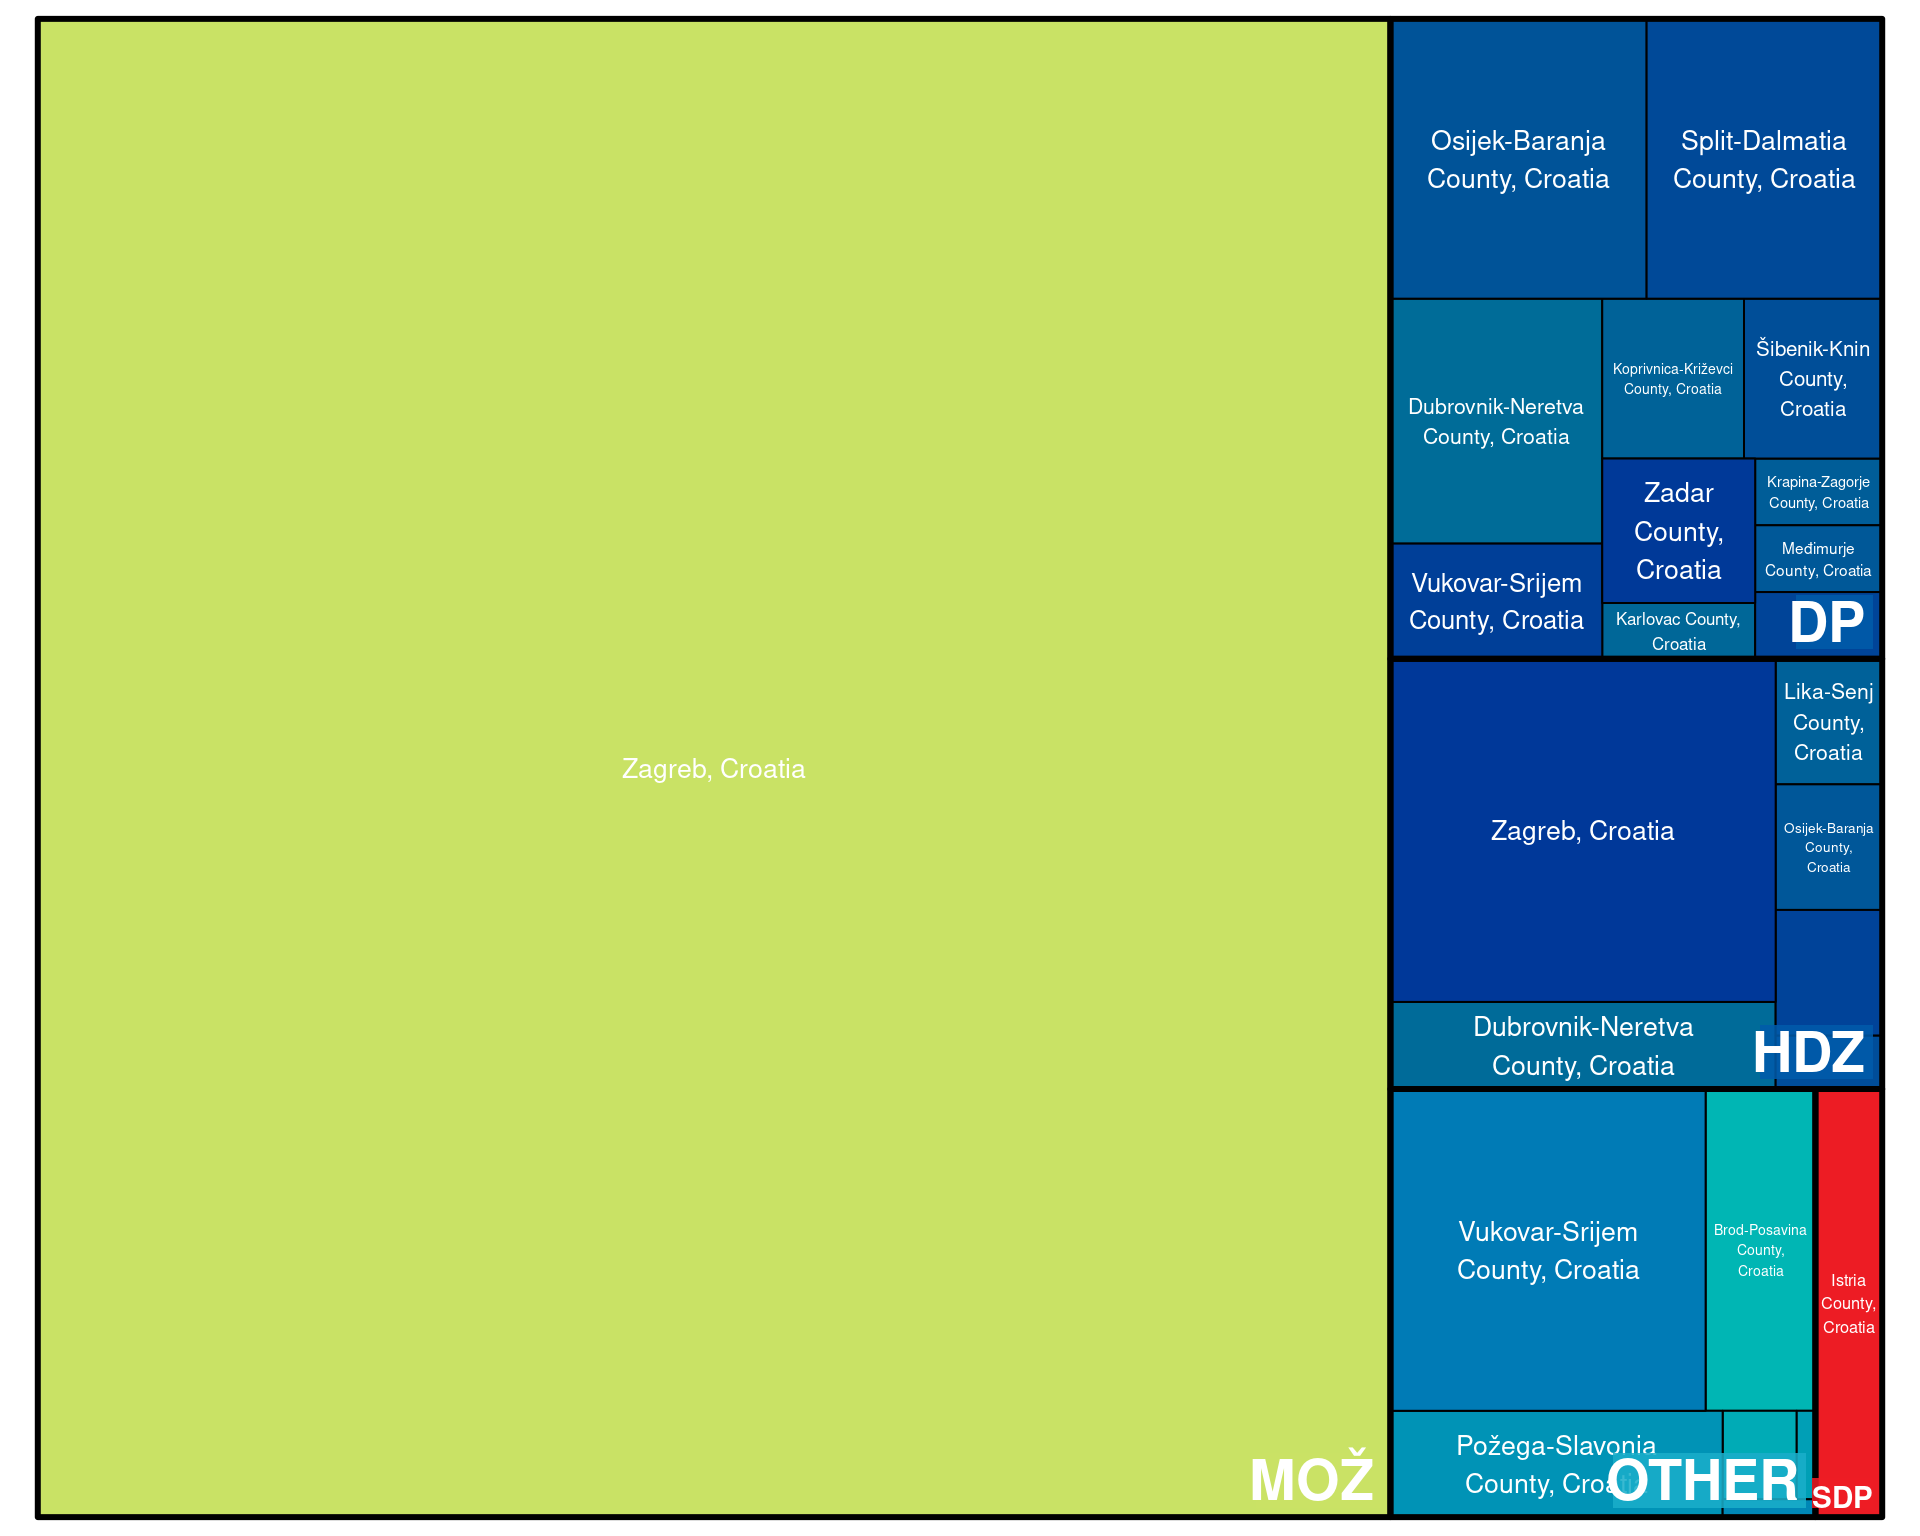 Zagreb, Croatia
MOŽ
Osijek-Baranja
County, Croatia
Split-Dalmatia
County, Croatia
Dubrovnik-Neretva
County, Croatia
Koprivnica-Križevci
County, Croatia
Šibenik-Knin
County,
Croatia
Vukovar-Srijem
County, Croatia
Zadar
County,
Croatia
Krapina-Zagorje
County, Croatia
Međimurje
County, Croatia
Karlovac County,
Croatia
DP
Zagreb, Croatia
Lika-Senj
County,
Croatia
Osijek-Baranja
County,
Croatia
Dubrovnik-Neretva
County, Croatia
HDZ
Vukovar-Srijem
County, Croatia
Brod-Posavina
County,
Croatia
Požega-Slavonia
County, Croatia
OTHER
Istria
County,
Croatia
SDP